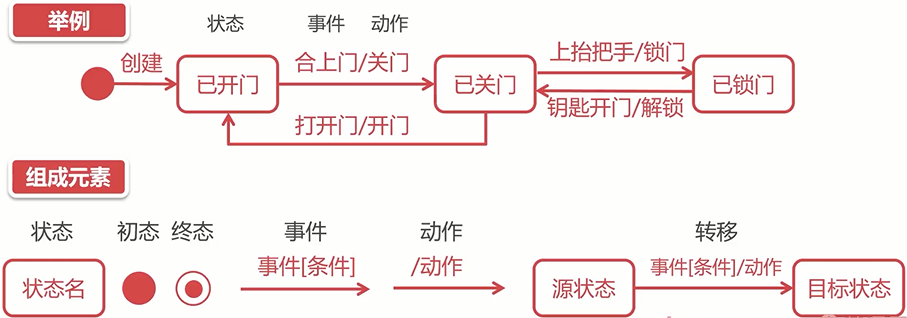 举例
状态 事件 动作
创建 合上门/关门 上抬把手/锁门
已开门 已关门 已锁门
打开门/开门 钥匙开门/解锁
组成元素
状态 初态 终态 事件 动作 转移
事件[条件] /动作 事件[条件]/动作
状态名 源状态 目标状态